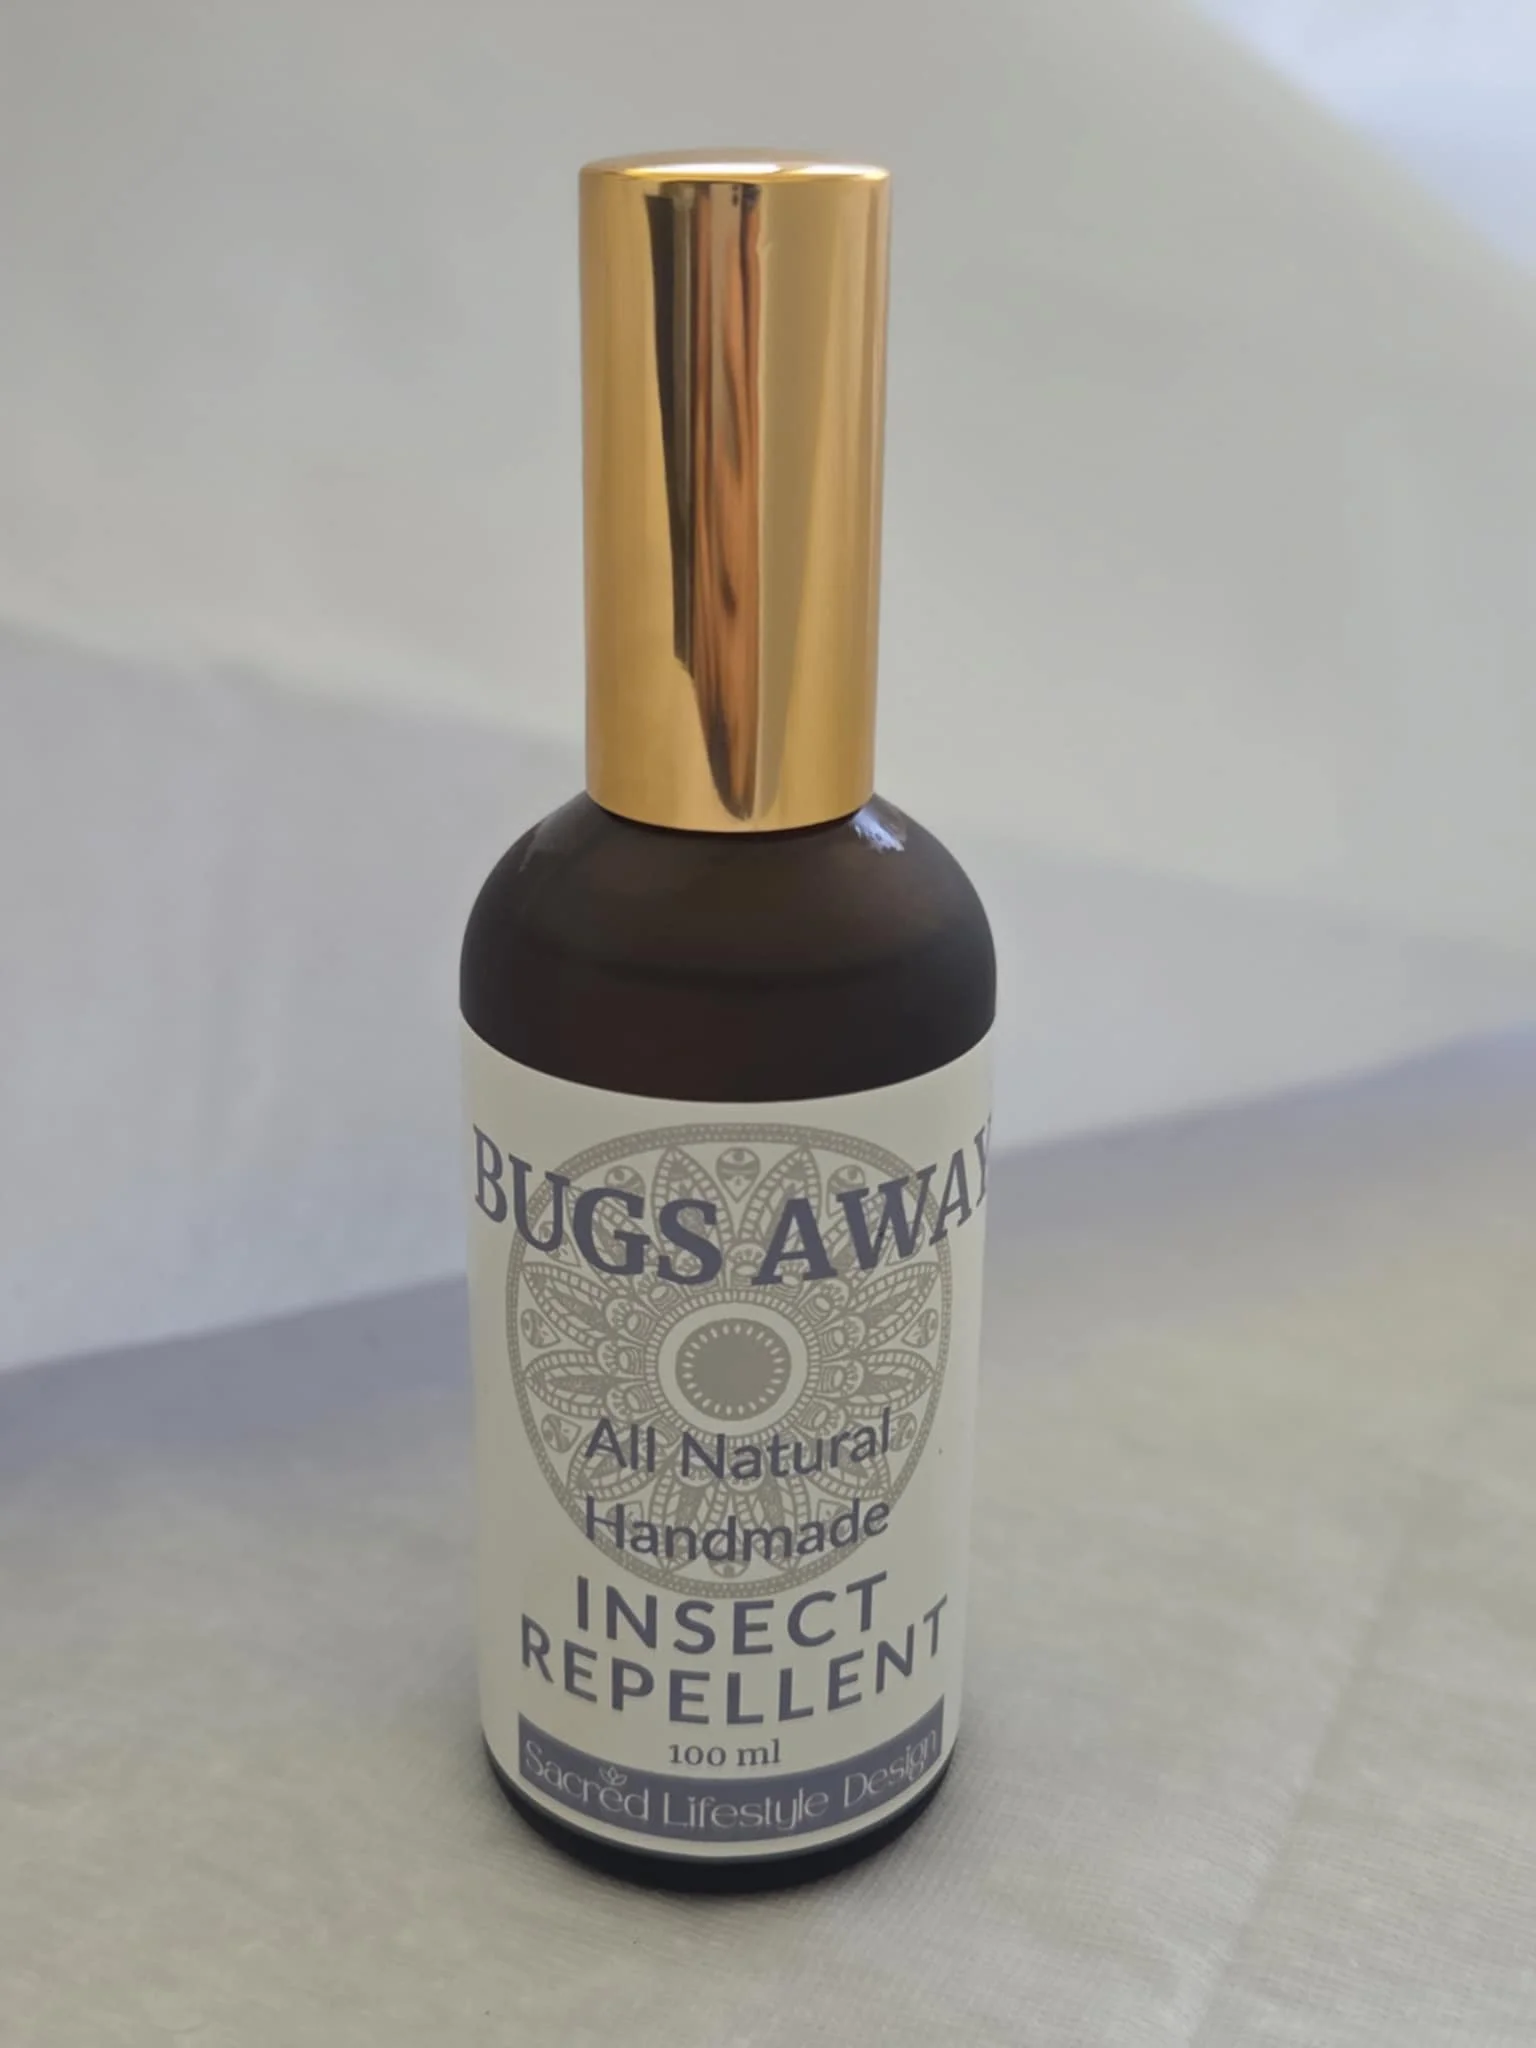 BUGS AWAY
All Natural
Handmade
INSECT
REPELLENT
100 ml
Sacred Lifestyle Design